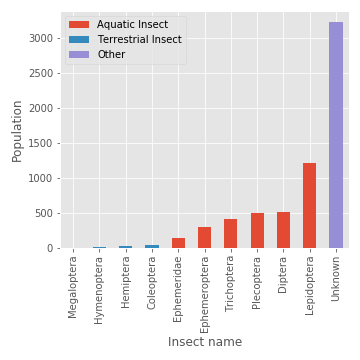 Aquatic Insect
Terrestrial Insect
Other
3000
2500
2000
1500
1000
500
0
Population
Megaloptera
Hymenoptera
Hemiptera
Coleoptera
Ephemeridae
Ephemeroptera
Trichoptera
Plecoptera
Diptera
Lepidoptera
Unknown
Insect name